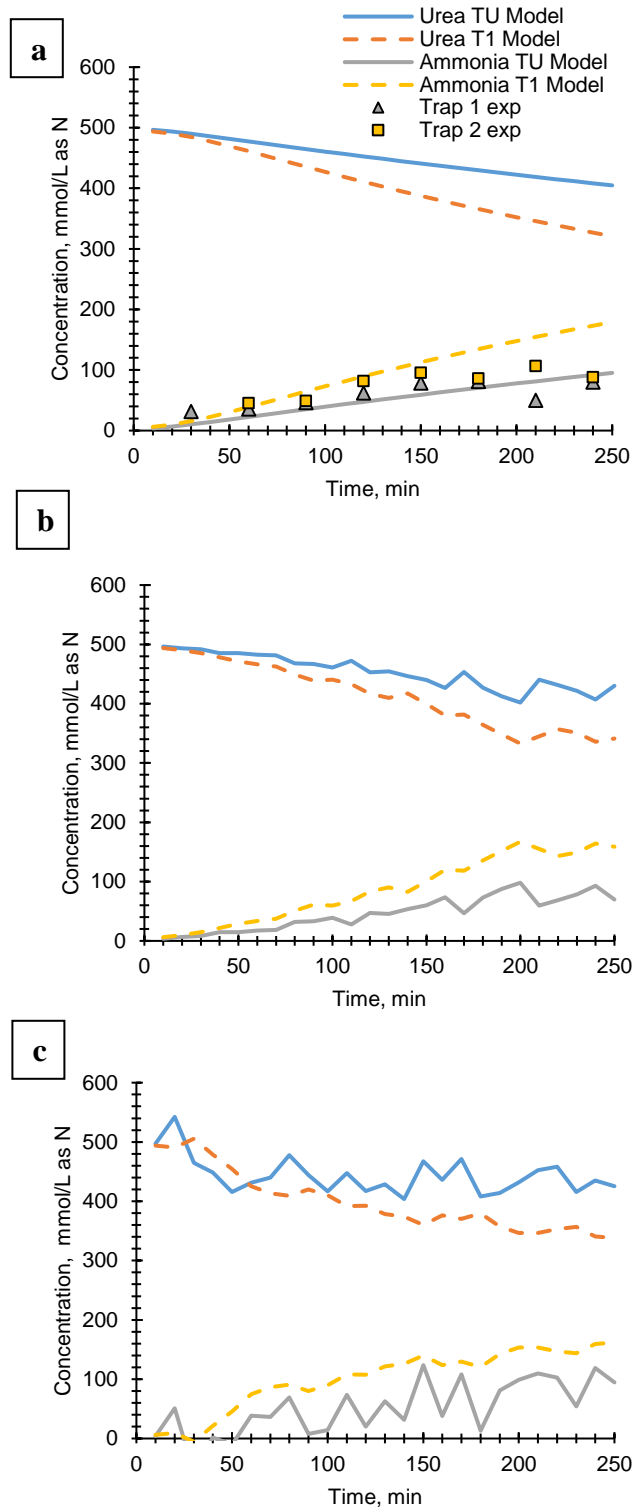 a
Urea TU Model
Urea T1 Model
Ammonia TU Model
Ammonia T1 Model
Trap 1 exp
Trap 2 exp
Concentration, mmol/L as N
600
500
400
300
200
100
0
0 50 100 150 200 250
Time, min
b
Concentration, mmol/L as N
600
500
400
300
200
100
0
0 50 100 150 200 250
Time, min
c
Concentration, mmol/L as N
600
500
400
300
200
100
0
0 50 100 150 200 250
Time, min